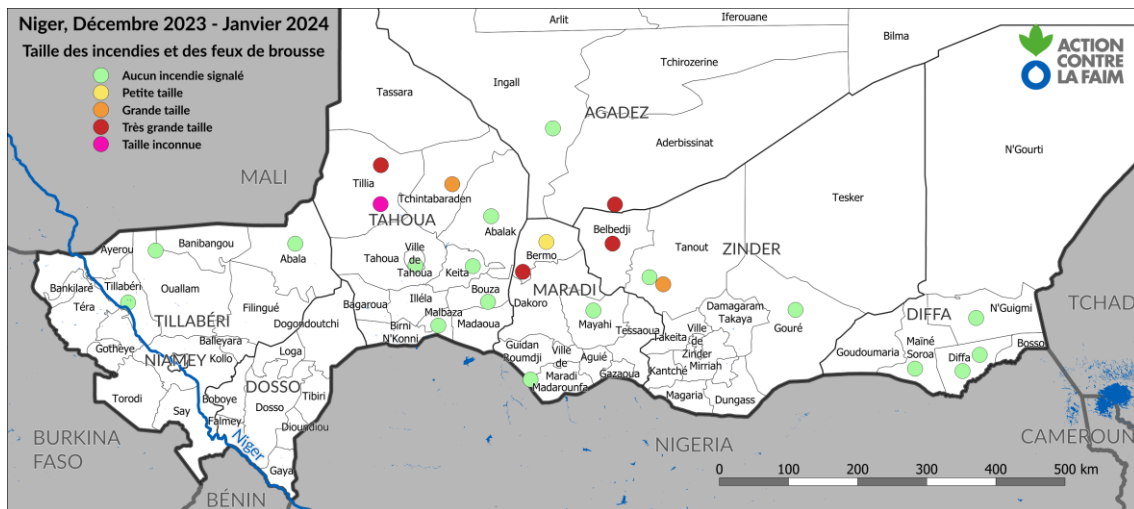 Niger, Décembre 2023 - Janvier 2024
Taille des incendies et des feux de brousse
Aucun incendie signalé
Petite taille
Grande taille
Très grande taille
Taille inconnue
ACTION
CONTRE
LA FAIM
Arlit
Iferouane
Bilma
Tchirozerine
Ingall
Tassara
AGADEZ
Aderbissinat
N'Gourti
MALI
Tillia
Tchintabaraden
Tesker
TAHOUA
Abalak
Belbedji
Tanout
ZINDER
Ayerou
Banibangou
Abala
Bermo
Tahoua
Ville
de
Tahoua
Keita
Ouallam
Bankilaré
Tillabéri
Téra
Filingué
Bagaroua
Illéla
Bouza
Dakoro
MARADI
TILLABÉRI
Dogondoutchi
Birni
N'Konni
Malbaza
Madaoua
Mayahi
Tessaoua
Damagaram
Takaya
Gouré
DIFFA
N'Guigmi
TCHAD
Gotheye
NIAMEY
Balleyara
Kollo
Loga
Guidan
Roumdji
Ville
de
Maradi
Madarounfa
Aguié
Gazaoua
Takeita
Ville
de
Zinder
Mirriah
Kantché
Magaria
Dungass
Goudoumaria
Maïné
Soroa
Diffa
Bosso
Torodi
Say
Boboye
DOSSO
Dosso
Tibiri
Falmey
Dioundiou
Gaya
Niger
BURKINA
FASO
BÉNIN
NIGERIA
CAMEROUN
0 100 200 300 400 500 km